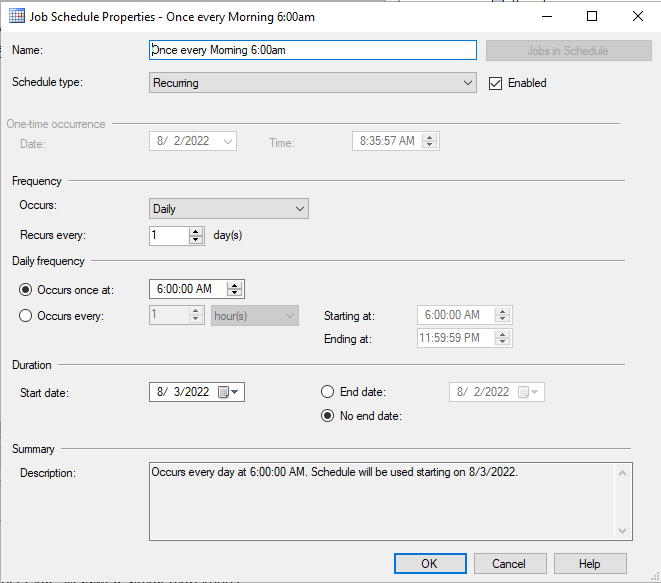 Job Schedule Properties - Once every Morning 6:00am
Name: Once every Morning 6:00am Jobs in Schedule
Schedule type: Recurring Enabled
One-time occurrence
Date: 8/ 2/2022 Time: 8:35:57 AM
Frequency
Occurs: Daily
Recurs every: 1 day(s)
Daily frequency
Occurs once at: 6:00:00 AM
Occurs every: 1 hour(s) Starting at: 6:00:00 AM
Ending at: 11:59:59 PM
Duration
Start date: 8/ 3/2022 End date: 8/ 2/2022
No end date:
Summary
Description: Occurs every day at 6:00:00 AM. Schedule will be used starting on 8/3/2022.
OK Cancel Help